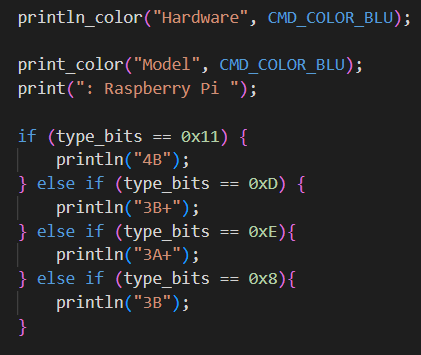 println_color("Hardware", CMD_COLOR_BLU);
print_color("Model", CMD_COLOR_BLU);
print(": Raspberry Pi ");
if (type_bits == 0x11) {
println("4B");
} else if (type_bits == 0xD) {
println("3B+");
} else if (type_bits == 0xE){
println("3A+");
} else if (type_bits == 0x8){
println("3B");
}